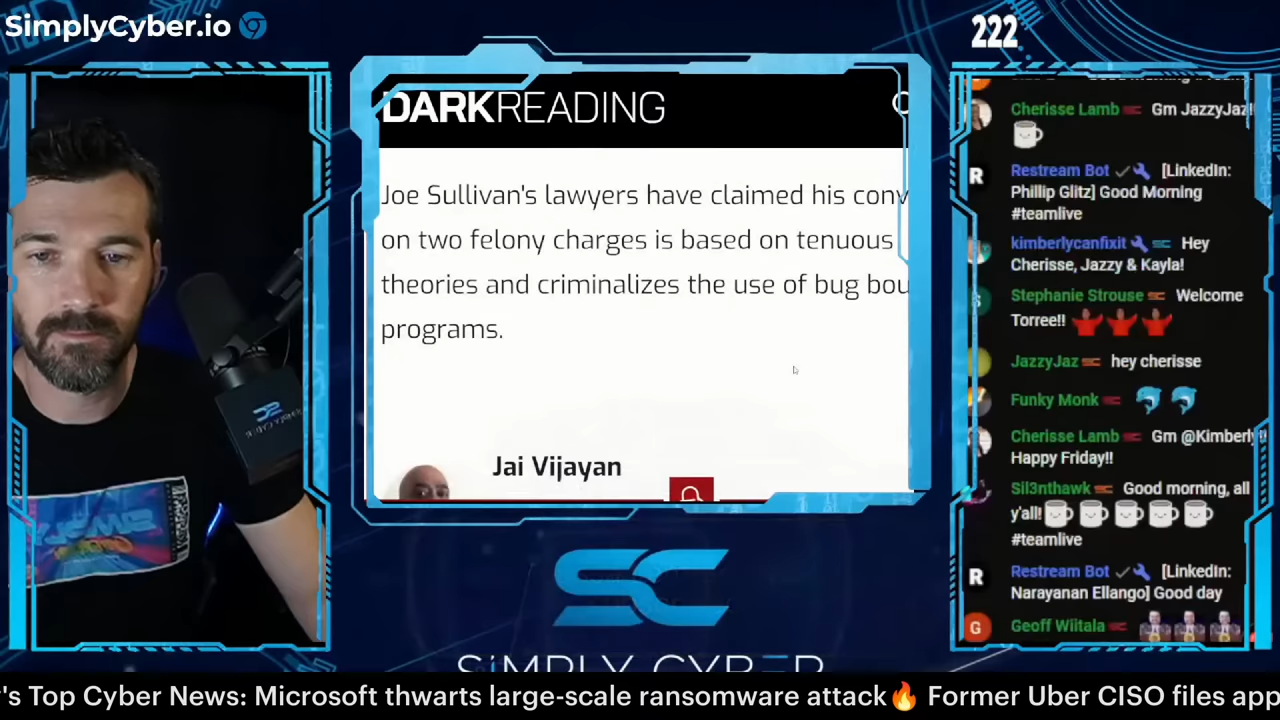 SimplyCyber.io
222
DARKREADING
Joe Sullivan's lawyers have claimed his conv
on two felony charges is based on tenuous
theories and criminalizes the use of bug bou
programs.
Jai Vijayan
SC
SIMPLY CYBER
Cherisse Lamb Gm JazzyJaz!!
R Restream Bot [LinkedIn:
Phillip Glitz] Good Morning
#teamlive
kimberlycanfixit Hey
Cherisse, Jazzy & Kayla!
S Stephanie Strouse Welcome
Torree!!
JazzyJaz hey cherisse
Funky Monk
Cherisse Lamb Gm @Kimberly!!
Happy Friday!!
Sil3nthawk Good morning, all
y'all!
#teamlive
R Restream Bot [LinkedIn:
Narayanan Ellango] Good day
G Geoff Wiitala
's Top Cyber News: Microsoft thwarts large-scale ransomware attack🔥 Former Uber CISO files app